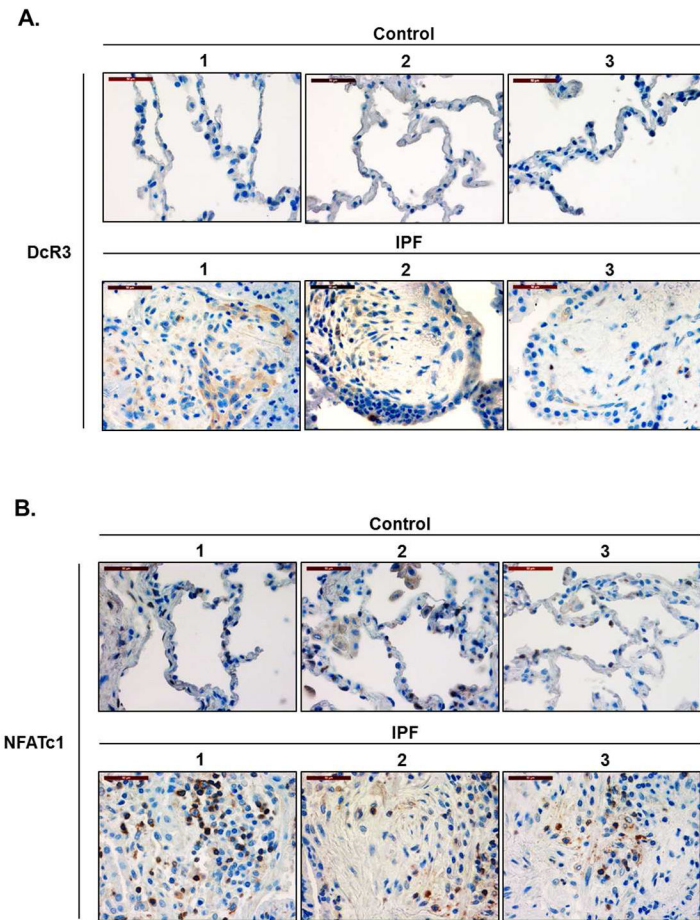 A.
Control
1 2 3
DcR3
IPF
1 2 3
B.
Control
1 2 3
NFATc1
IPF
1 2 3